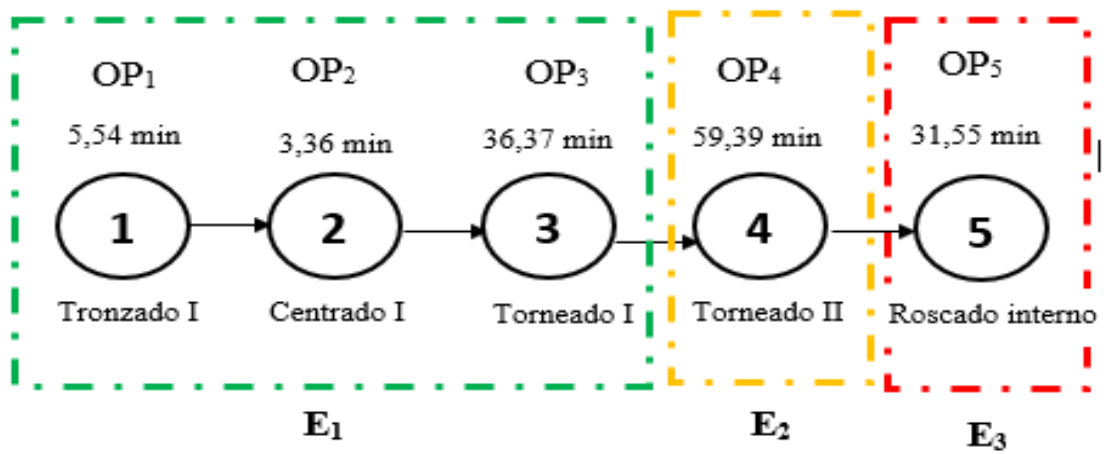 OP₁ OP₂ OP₃ OP₄ OP₅
5,54 min 3,36 min 36,37 min 59,39 min 31,55 min
1 2 3 4 5
Tronzado I Centrado I Torneado I Torneado II Roscado interno
E₁ E₂ E₃